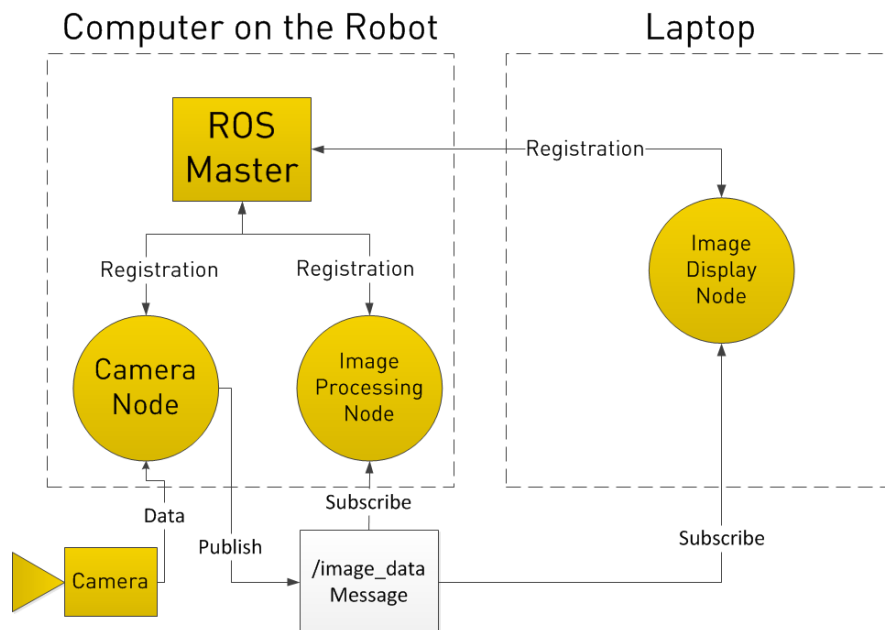 Computer on the Robot
Laptop
ROS
Master
Registration
Registration
Registration
Image
Display
Node
Camera
Node
Image
Processing
Node
Data
Publish
Subscribe
Subscribe
Camera
/image_data
Message